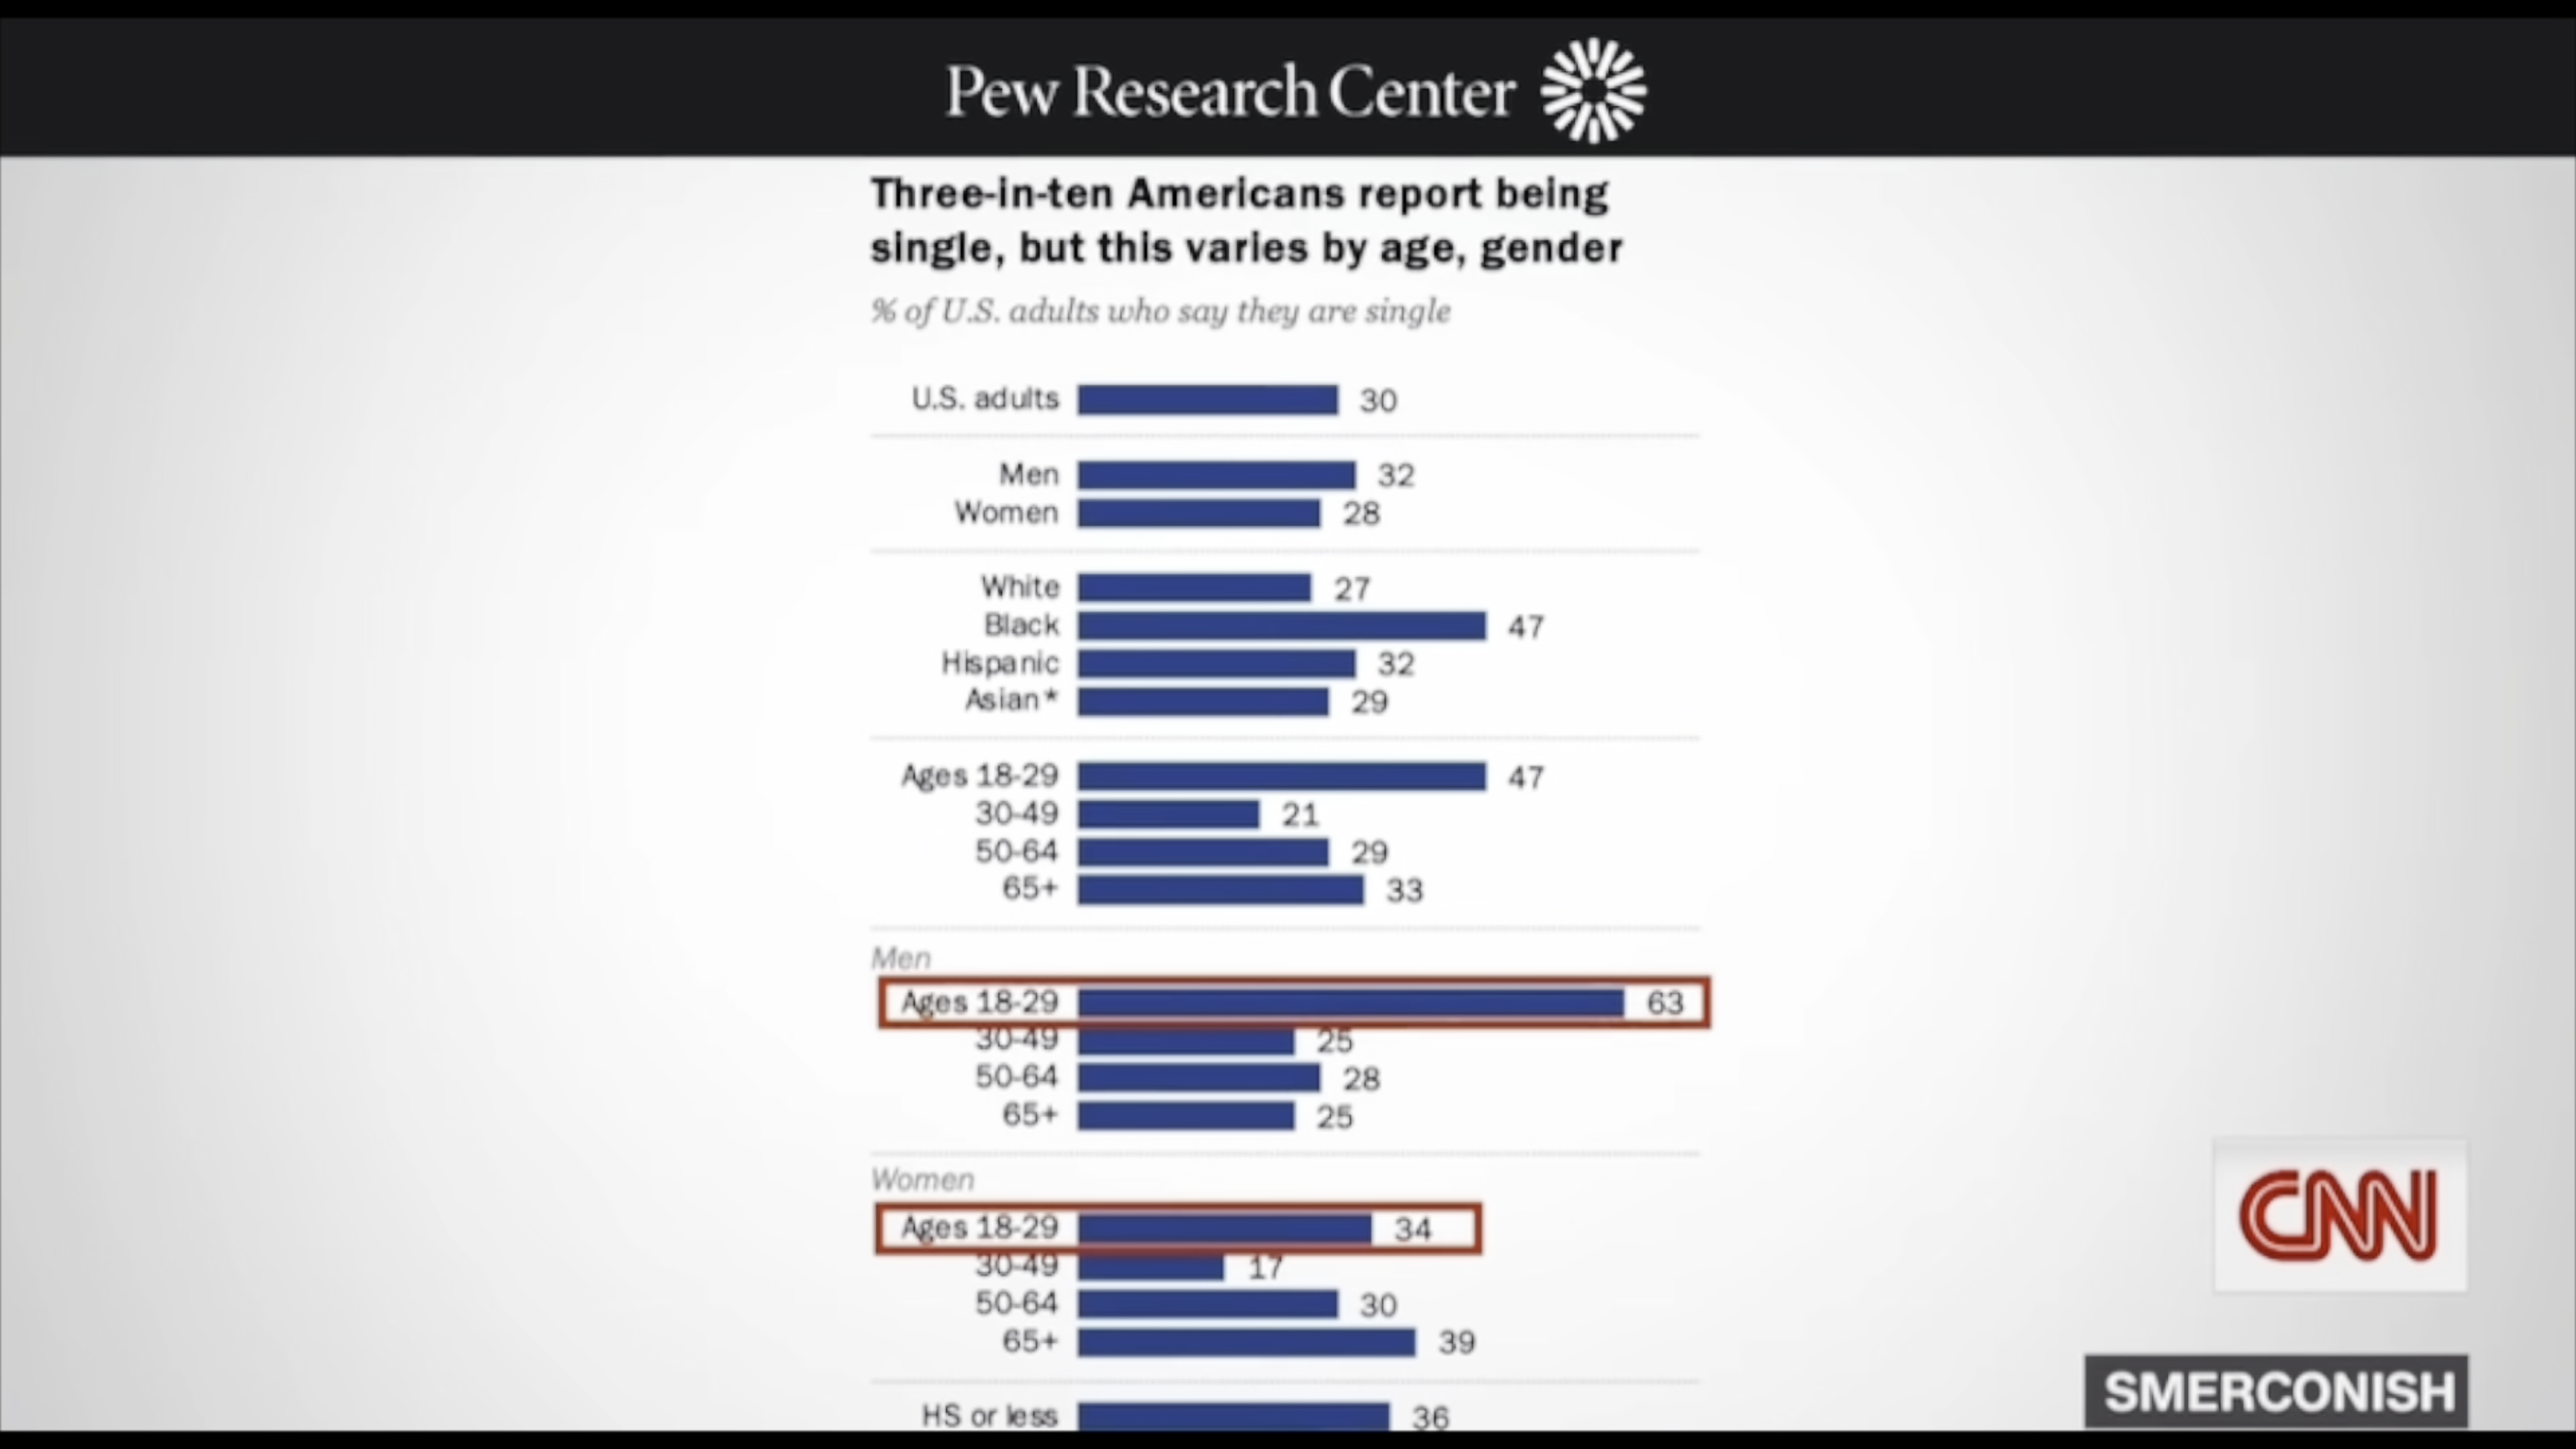 Pew Research Center
Three-in-ten Americans report being
single, but this varies by age, gender
% of U.S. adults who say they are single
U.S. adults 30
Men 32
Women 28
White 27
Black 47
Hispanic 32
Asian* 29
Ages 18-29 47
30-49 21
50-64 29
65+ 33
Men
Ages 18-29 63
30-49 25
50-64 28
65+ 25
Women
Ages 18-29 34
30-49 17
50-64 30
65+ 39
HS or less 36
CNN
SMERCONISH